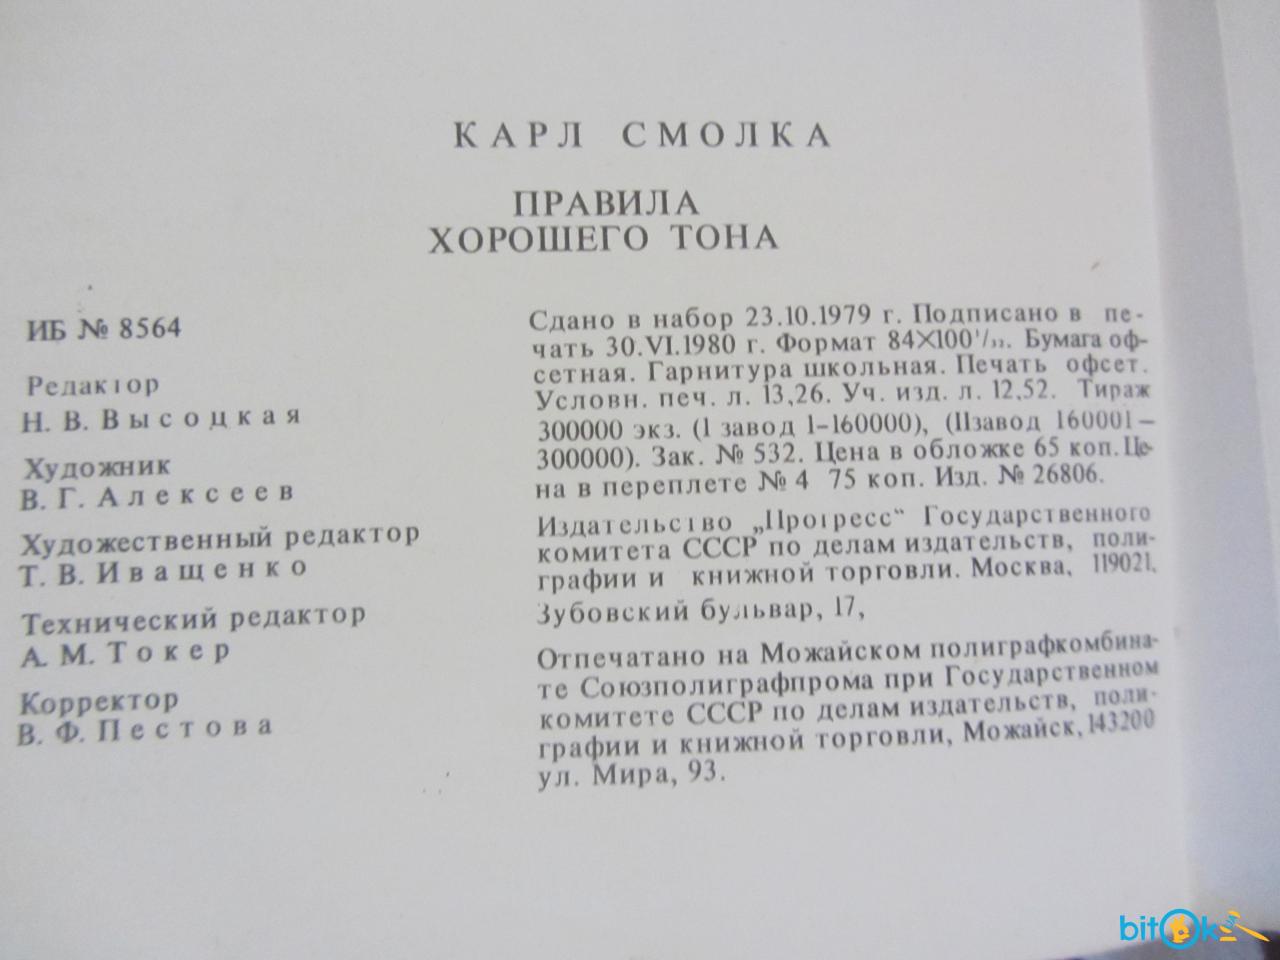 КАРЛ СМОЛКА
ПРАВИЛА
ХОРОШЕГО ТОНА
ИБ № 8564
Редактор
Н. В. Высоцкая
Художник
В. Г. Алексеев
Художественный редактор
Т. В. Иващенко
Технический редактор
А. М. Токер
Корректор
В. Ф. Пестова
Сдано в набор 23.10.1979 г. Подписано в пе-
чать 30.VI.1980 г. Формат 84×100¹/₃₂. Бумага оф-
сетная. Гарнитура школьная. Печать офсет.
Условн. печ. л. 13,26. Уч. изд. л. 12,52. Тираж
300000 экз. (I завод 1-160000), (IIзавод 160001—
300000). Зак. № 532. Цена в обложке 65 коп. Це-
на в переплете № 4 75 коп. Изд. № 26806.
Издательство „Прогресс“ Государственного
комитета СССР по делам издательств, поли-
графии и книжной торговли. Москва, 119021,
Зубовский бульвар, 17,
Отпечатано на Можайском полиграфкомбина-
те Союзполиграфпрома при Государственном
комитете СССР по делам издательств, поли-
графии и книжной торговли, Можайск, 143200
ул. Мира, 93.
bitOk